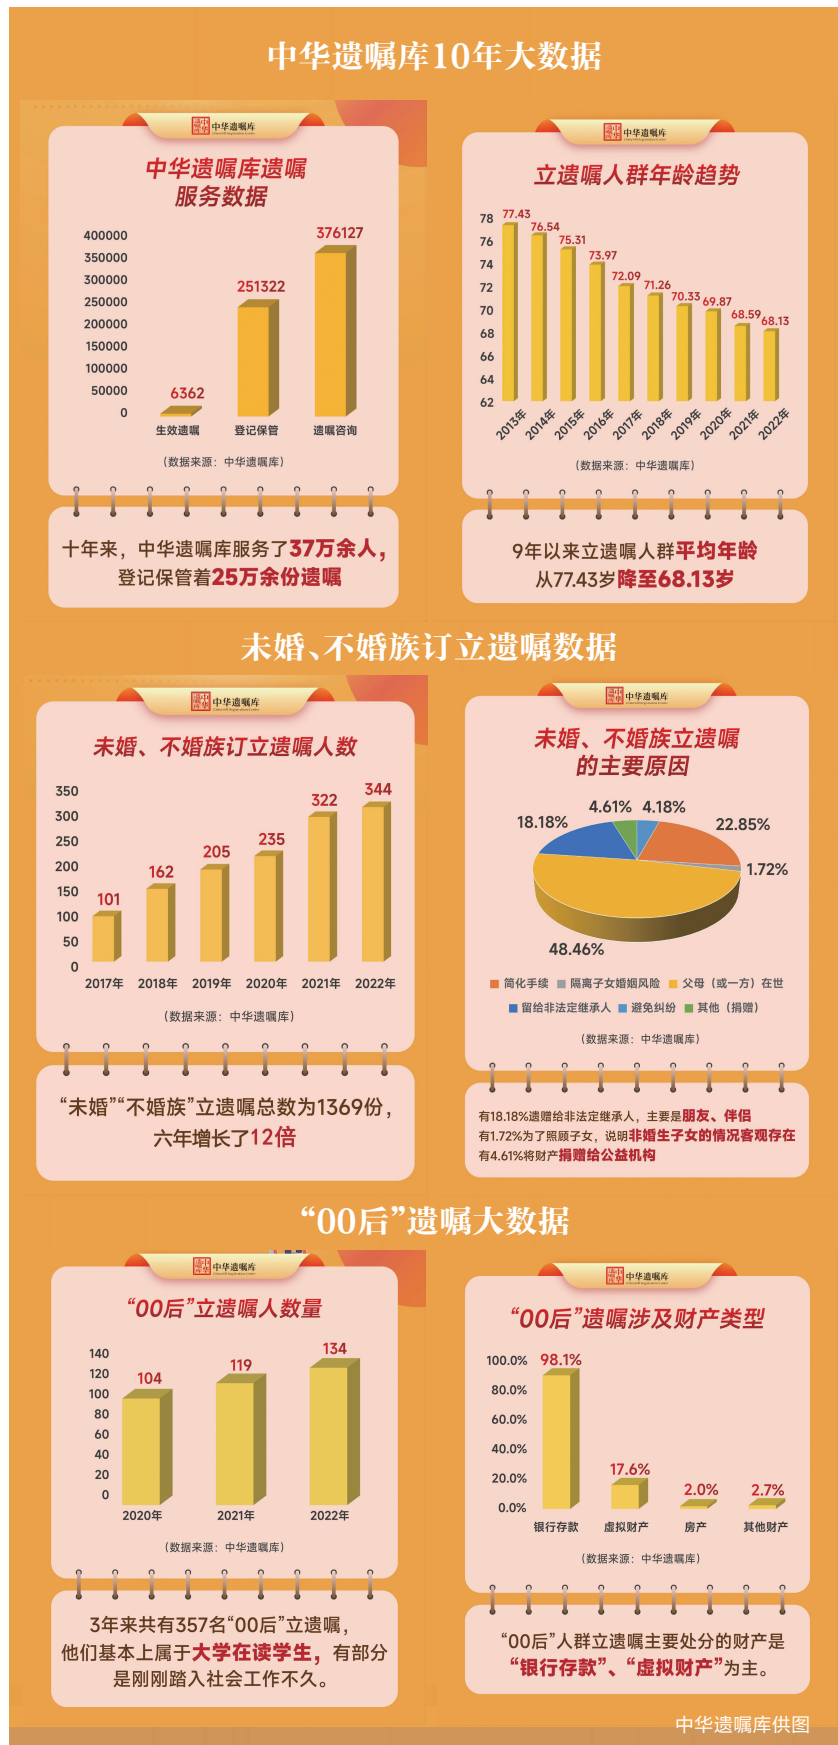 中华遗嘱库10年大数据
中华遗嘱库
中华遗嘱库遗嘱
服务数据
400000
350000
300000
250000
200000
150000
100000
50000
0
6362
251322
376127
生效遗嘱 登记保管 遗嘱咨询
（数据来源：中华遗嘱库）
十年来，中华遗嘱库服务了37万余人，
登记保管着25万余份遗嘱
中华遗嘱库
立遗嘱人群年龄趋势
78
76
74
72
70
68
66
64
62
77.43
76.54
75.31
73.97
72.09
71.26
70.33
69.87
68.59
68.13
2013年 2014年 2015年 2016年 2017年 2018年 2019年 2020年 2021年 2022年
（数据来源：中华遗嘱库）
9年以来立遗嘱人群平均年龄
从77.43岁降至68.13岁
未婚、不婚族订立遗嘱数据
中华遗嘱库
未婚、不婚族订立遗嘱人数
350
300
250
200
150
100
50
0
101
162
205
235
322
344
2017年 2018年 2019年 2020年 2021年 2022年
（数据来源：中华遗嘱库）
“未婚”“不婚族”立遗嘱总数为1369份，
六年增长了12倍
中华遗嘱库
未婚、不婚族立遗嘱
的主要原因
4.61% 4.18%
18.18%
22.85%
1.72%
48.46%
简化手续 隔离子女婚姻风险 父母（或一方）在世
留给非法定继承人 避免纠纷 其他（捐赠）
（数据来源：中华遗嘱库）
有18.18%遗赠给非法定继承人，主要是朋友、伴侣
有1.72%为了照顾子女，说明非婚生子女的情况客观存在
有4.61%将财产捐赠给公益机构
“00后”遗嘱大数据
中华遗嘱库
“00后”立遗嘱人数量
140
120
100
80
60
40
20
0
104
119
134
2020年 2021年 2022年
（数据来源：中华遗嘱库）
3年来共有357名“00后”立遗嘱，
他们基本上属于大学在读学生，有部分
是刚刚踏入社会工作不久。
中华遗嘱库
“00后”遗嘱涉及财产类型
100.0%
80.0%
60.0%
40.0%
20.0%
0.0%
98.1%
17.6%
2.0%
2.7%
银行存款 虚拟财产 房产 其他财产
（数据来源：中华遗嘱库）
“00后”人群立遗嘱主要处分的财产是
“银行存款”、“虚拟财产”为主。
中华遗嘱库供图